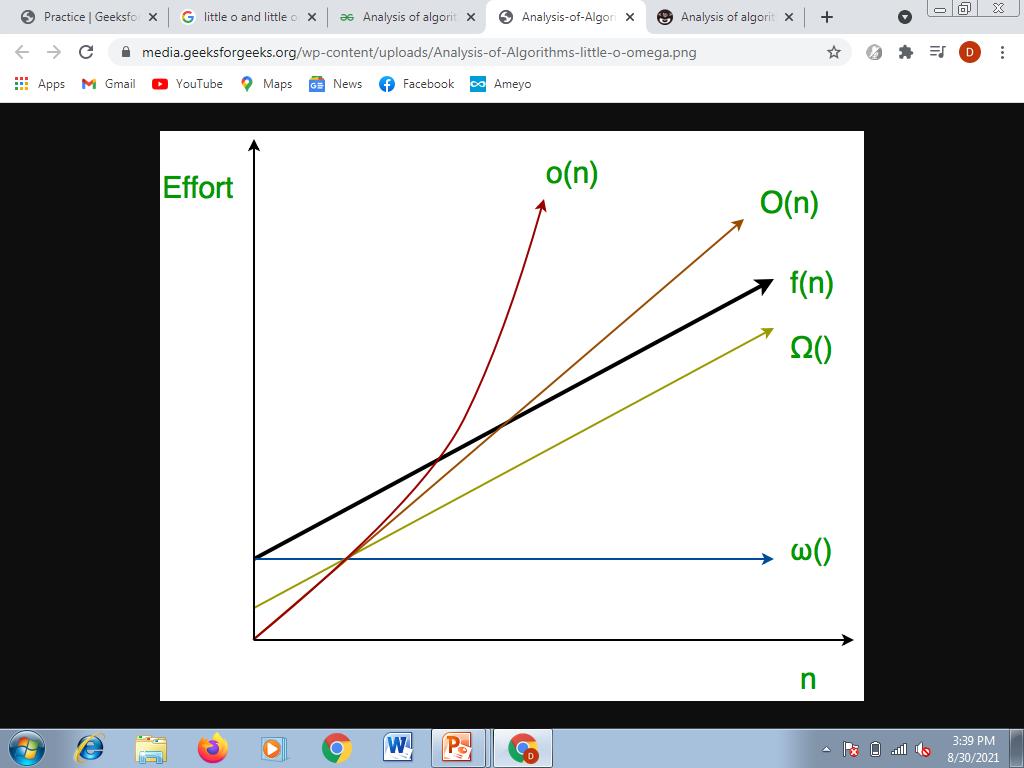 Practice | Geeksfo
little o and little o
Analysis of algorit
Analysis-of-Algori
Analysis of algorit
media.geeksforgeeks.org/wp-content/uploads/Analysis-of-Algorithms-little-o-omega.png
D
Apps
Gmail
YouTube
Maps
News
Facebook
Ameyo
Effort
o(n)
O(n)
f(n)
Ω()
ω()
n
3:39 PM
8/30/2021